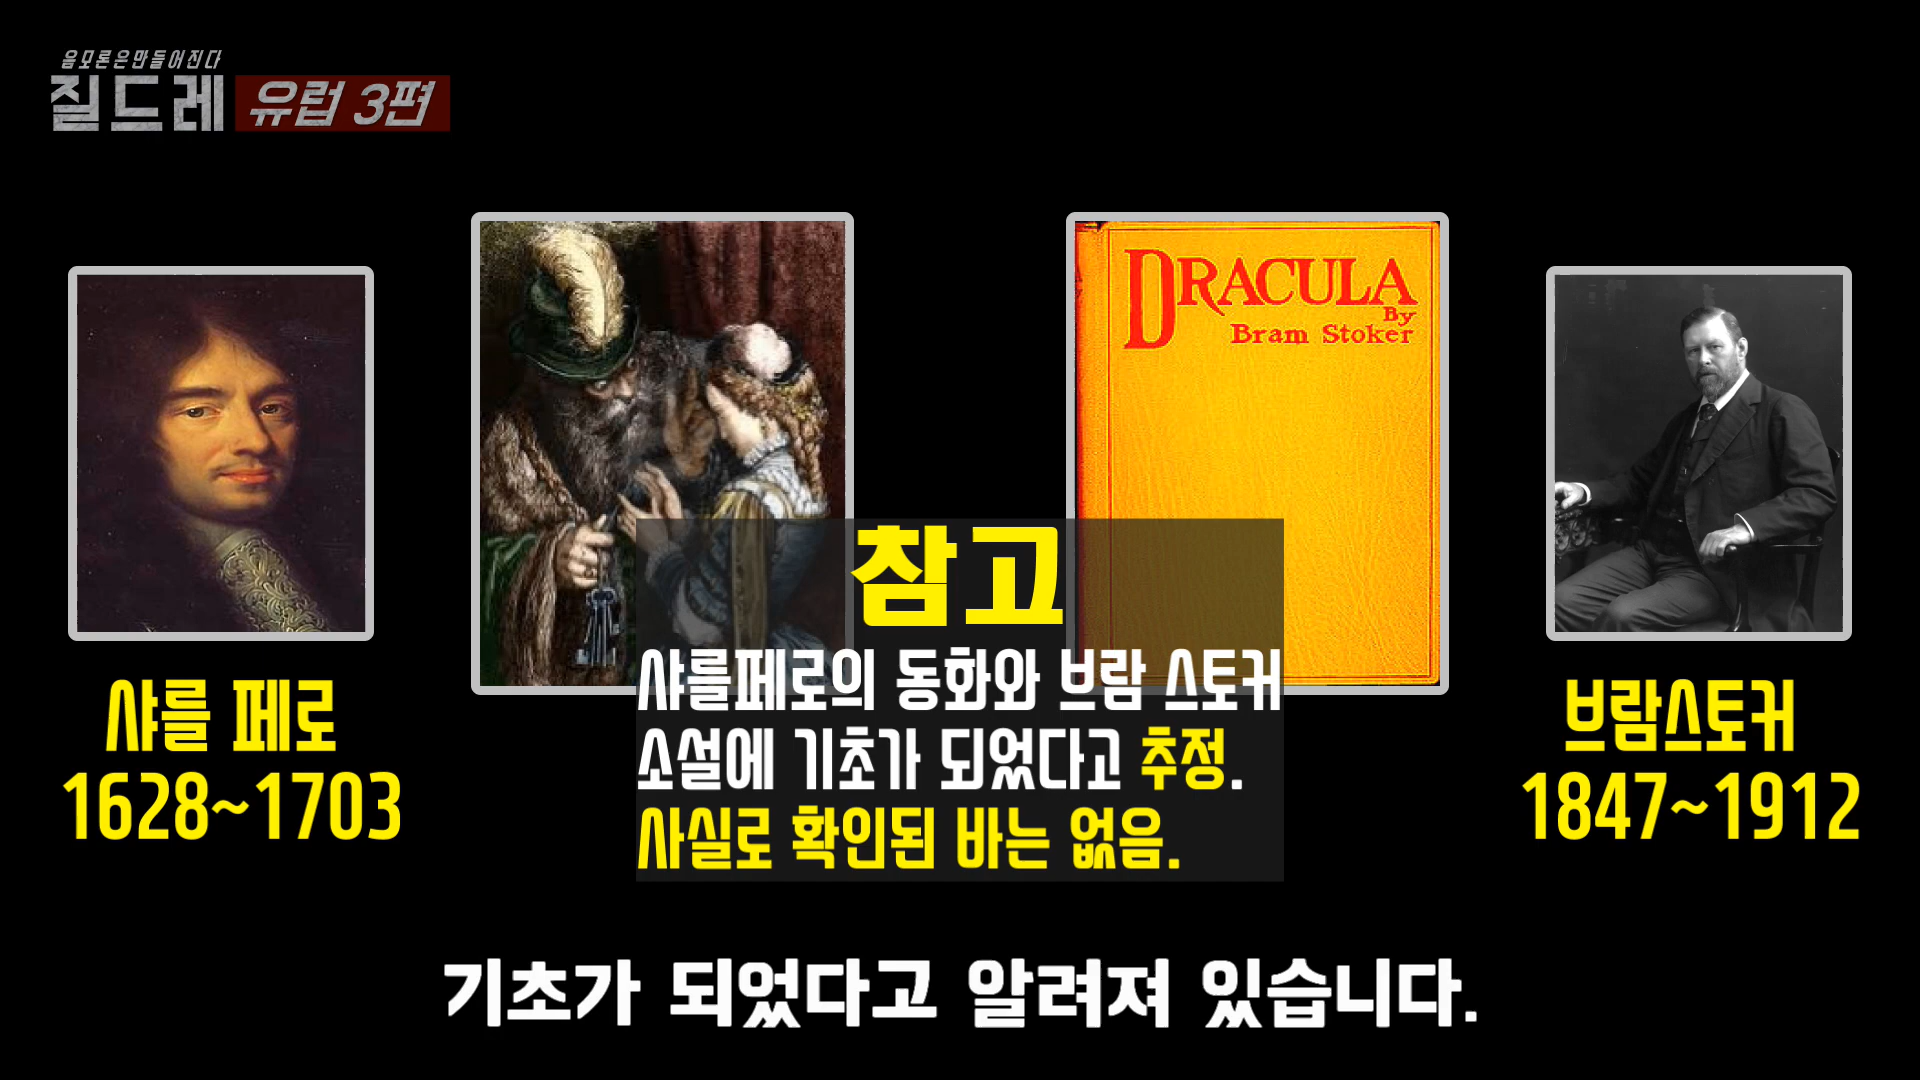 음모론은만들어진다
질드레 유럽 3편
DRACULA
By
Bram Stoker
참고
샤를페로의 동화와 브람 스토커
소설에 기초가 되었다고 추정.
사실로 확인된 바는 없음.
샤를 페로
1628~1703
브람스토커
1847~1912
기초가 되었다고 알려져 있습니다.